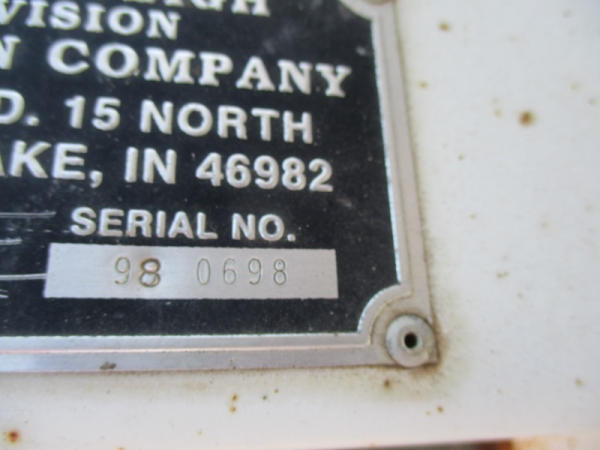 VISION
COMPANY
D. 15 NORTH
AKE, IN 46982
SERIAL NO.
98 0698